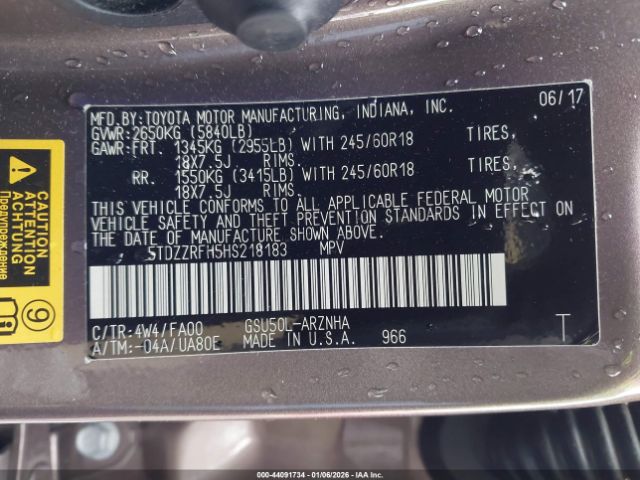 MFD.BY:TOYOTA MOTOR MANUFACTURING, INDIANA, INC. 06/17
GVWR:2650KG (5840LB)
GAWR:FRT. 1345KG (2955LB) WITH 245/60R18 TIRES,
18X7.5J RIMS.
RR. 1550KG (3415LB) WITH 245/60R18 TIRES,
18X7.5J RIMS.
THIS VEHICLE CONFORMS TO ALL APPLICABLE FEDERAL MOTOR
VEHICLE SAFETY AND THEFT PREVENTION STANDARDS IN EFFECT ON
THE DATE OF MANUFACTURE SHOWN ABOVE.
5TDZZRFH5HS218183 MPV
C/TR:4W4/FA00 GSU50L-ARZNHA T
A/TM:-04A/UA80E MADE IN U.S.A. 966
CAUTION
ATTENTION
ACHTUNG
Предупреждение
9
000-44091734 | 01/06/2026 - IAAI.COM